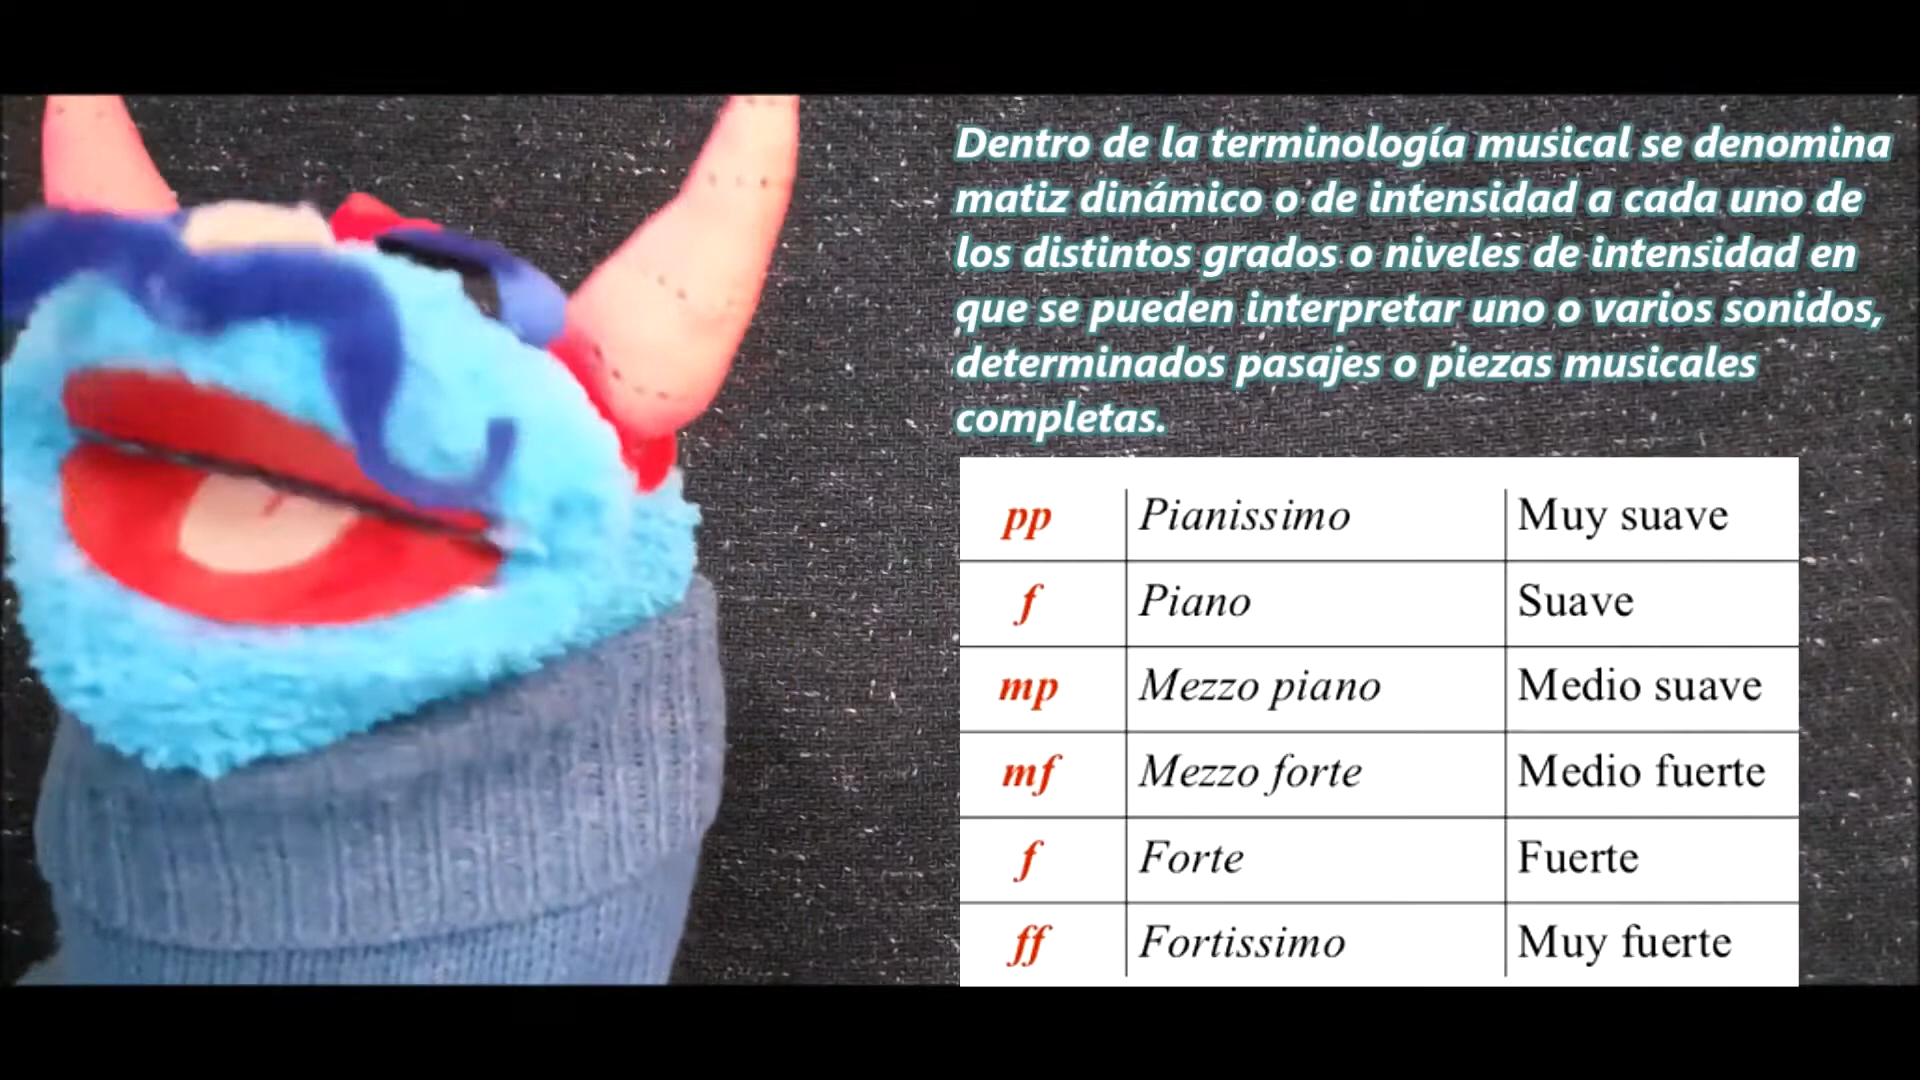 Dentro de la terminología musical se denomina
matiz dinámico o de intensidad a cada uno de
los distintos grados o niveles de intensidad en
que se pueden interpretar uno o varios sonidos,
determinados pasajes o piezas musicales
completas.
pp Pianissimo Muy suave
f Piano Suave
mp Mezzo piano Medio suave
mf Mezzo forte Medio fuerte
f Forte Fuerte
ff Fortissimo Muy fuerte